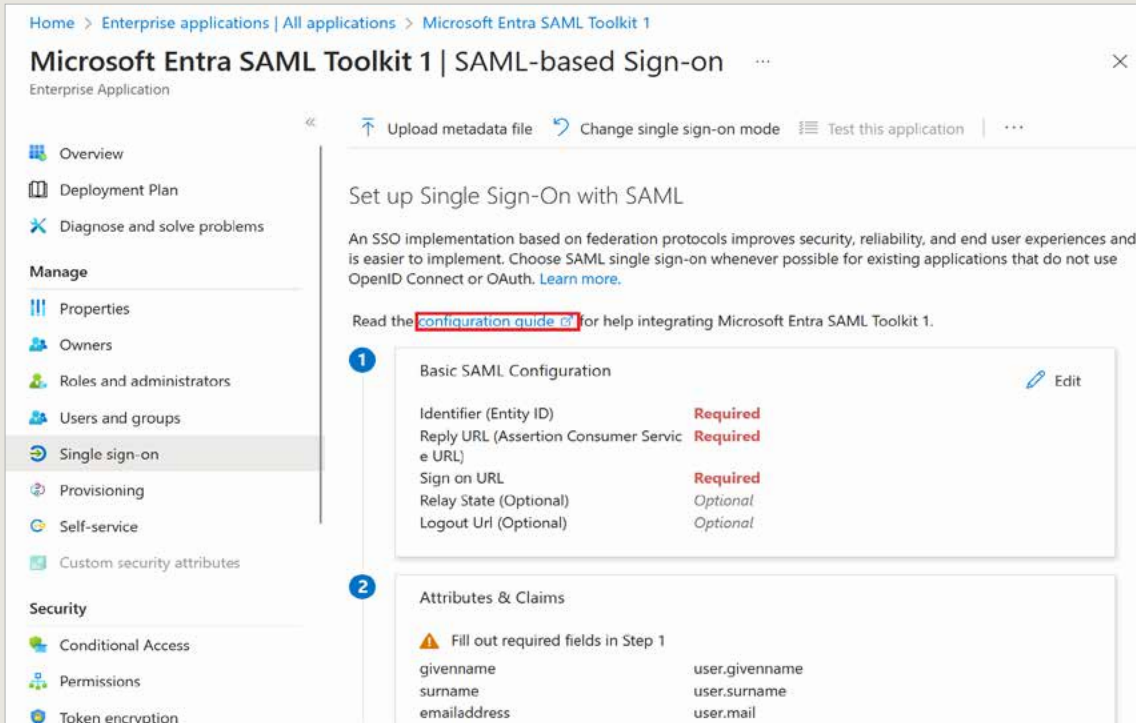 Home > Enterprise applications | All applications > Microsoft Entra SAML Toolkit 1
Microsoft Entra SAML Toolkit 1 | SAML-based Sign-on ...
Enterprise Application
Overview
Deployment Plan
Diagnose and solve problems
Manage
Properties
Owners
Roles and administrators
Users and groups
Single sign-on
Provisioning
Self-service
Custom security attributes
Security
Conditional Access
Permissions
Token encryption
Upload metadata file Change single sign-on mode Test this application | ...
Set up Single Sign-On with SAML
An SSO implementation based on federation protocols improves security, reliability, and end user experiences and
is easier to implement. Choose SAML single sign-on whenever possible for existing applications that do not use
OpenID Connect or OAuth. Learn more.
Read the configuration guide for help integrating Microsoft Entra SAML Toolkit 1.
1
Basic SAML Configuration
Edit
Identifier (Entity ID) Required
Reply URL (Assertion Consumer Servic Required
e URL)
Sign on URL Required
Relay State (Optional) Optional
Logout Url (Optional) Optional
2
Attributes & Claims
Fill out required fields in Step 1
givenname user.givenname
surname user.surname
emailaddress user.mail